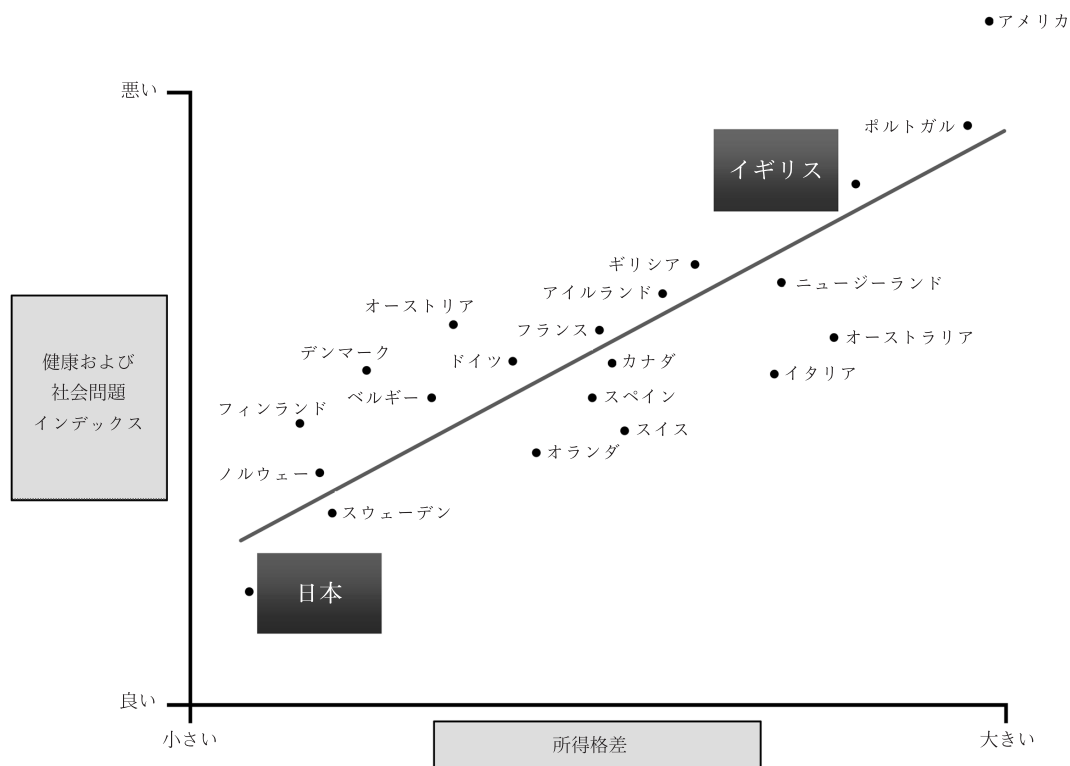 アメリカ
悪い
ポルトガル
イギリス
ギリシア
ニュージーランド
アイルランド
オーストリア
フランス
オーストラリア
デンマーク
ドイツ
カナダ
イタリア
健康および
社会問題
インデックス
ベルギー
スペイン
フィンランド
スイス
オランダ
ノルウェー
スウェーデン
日本
良い
小さい
所得格差
大きい